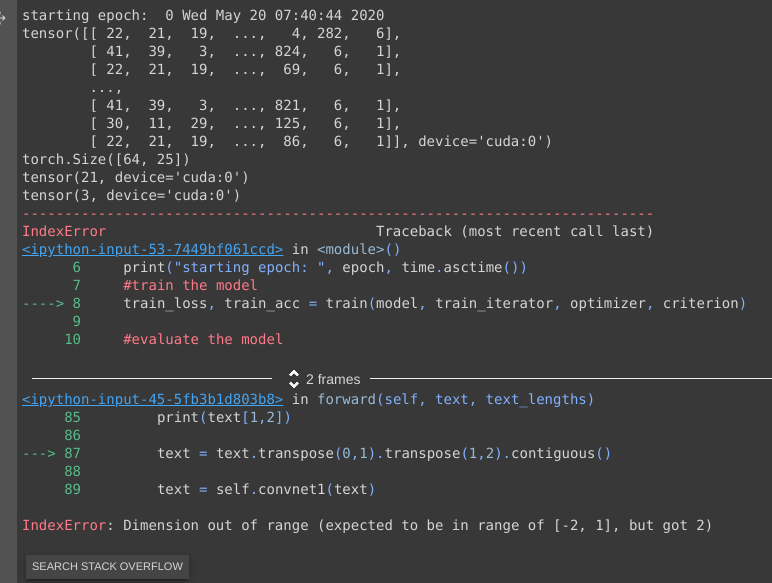 starting epoch:  0 Wed May 20 07:40:44 2020
tensor([[ 22,  21,  19,  ...,   4, 282,   6],
        [ 41,  39,   3,  ..., 824,   6,   1],
        [ 22,  21,  19,  ...,  69,   6,   1],
        ...,
        [ 41,  39,   3,  ..., 821,   6,   1],
        [ 30,  11,  29,  ..., 125,   6,   1],
        [ 22,  21,  19,  ...,  86,   6,   1]], device='cuda:0')
torch.Size([64, 25])
tensor(21, device='cuda:0')
tensor(3, device='cuda:0')
---------------------------------------------------------------------------
IndexError                                Traceback (most recent call last)
<ipython-input-53-7449bf061ccd> in <module>()
      6     print("starting epoch: ", epoch, time.asctime())
      7     #train the model
----> 8     train_loss, train_acc = train(model, train_iterator, optimizer, criterion)
      9
     10     #evaluate the model
2 frames
<ipython-input-45-5fb3b1d803b8> in forward(self, text, text_lengths)
     85         print(text[1,2])
     86
---> 87         text = text.transpose(0,1).transpose(1,2).contiguous()
     88
     89         text = self.convnet1(text)
IndexError: Dimension out of range (expected to be in range of [-2, 1], but got 2)
SEARCH STACK OVERFLOW